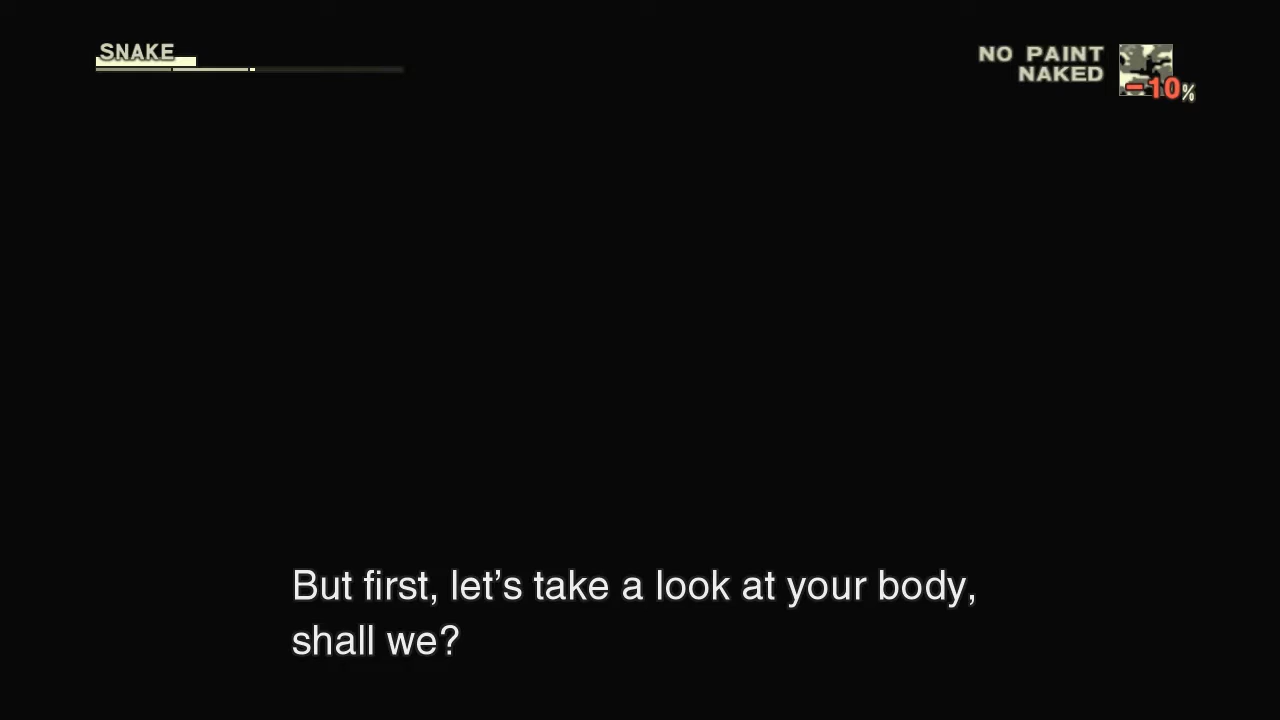 SNAKE
NO PAINT
NAKED
-10%
But first, let’s take a look at your body,
shall we?